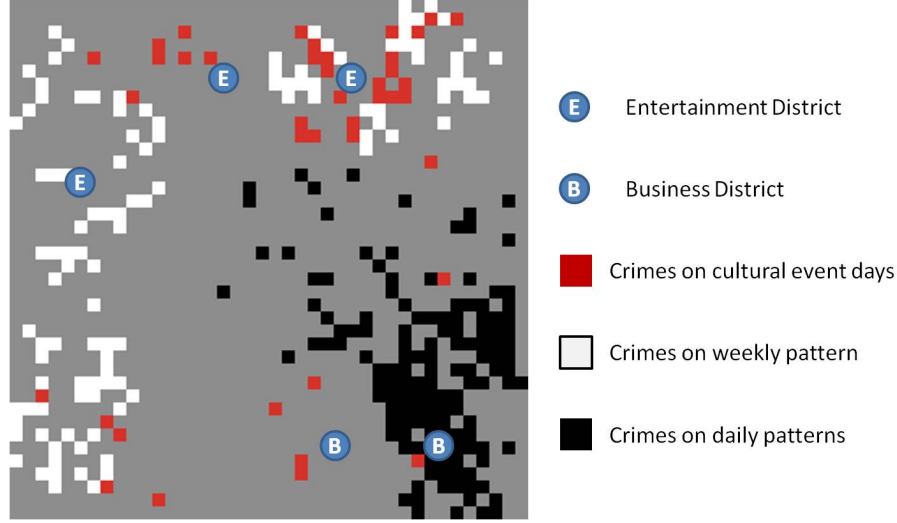 E
E
E
B
B
E Entertainment District
B Business District
Crimes on cultural event days
Crimes on weekly pattern
Crimes on daily patterns